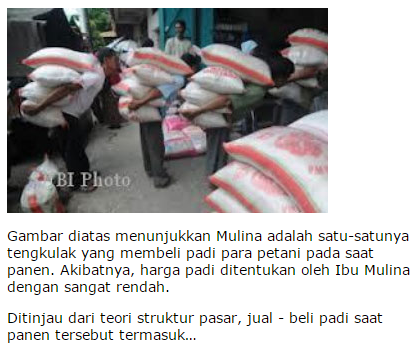 JBI Photo
Gambar diatas menunjukkan Mulina adalah satu-satunya
tengkulak yang membeli padi para petani pada saat
panen. Akibatnya, harga padi ditentukan oleh Ibu Mulina
dengan sangat rendah.
Ditinjau dari teori struktur pasar, jual - beli padi saat
panen tersebut termasuk...